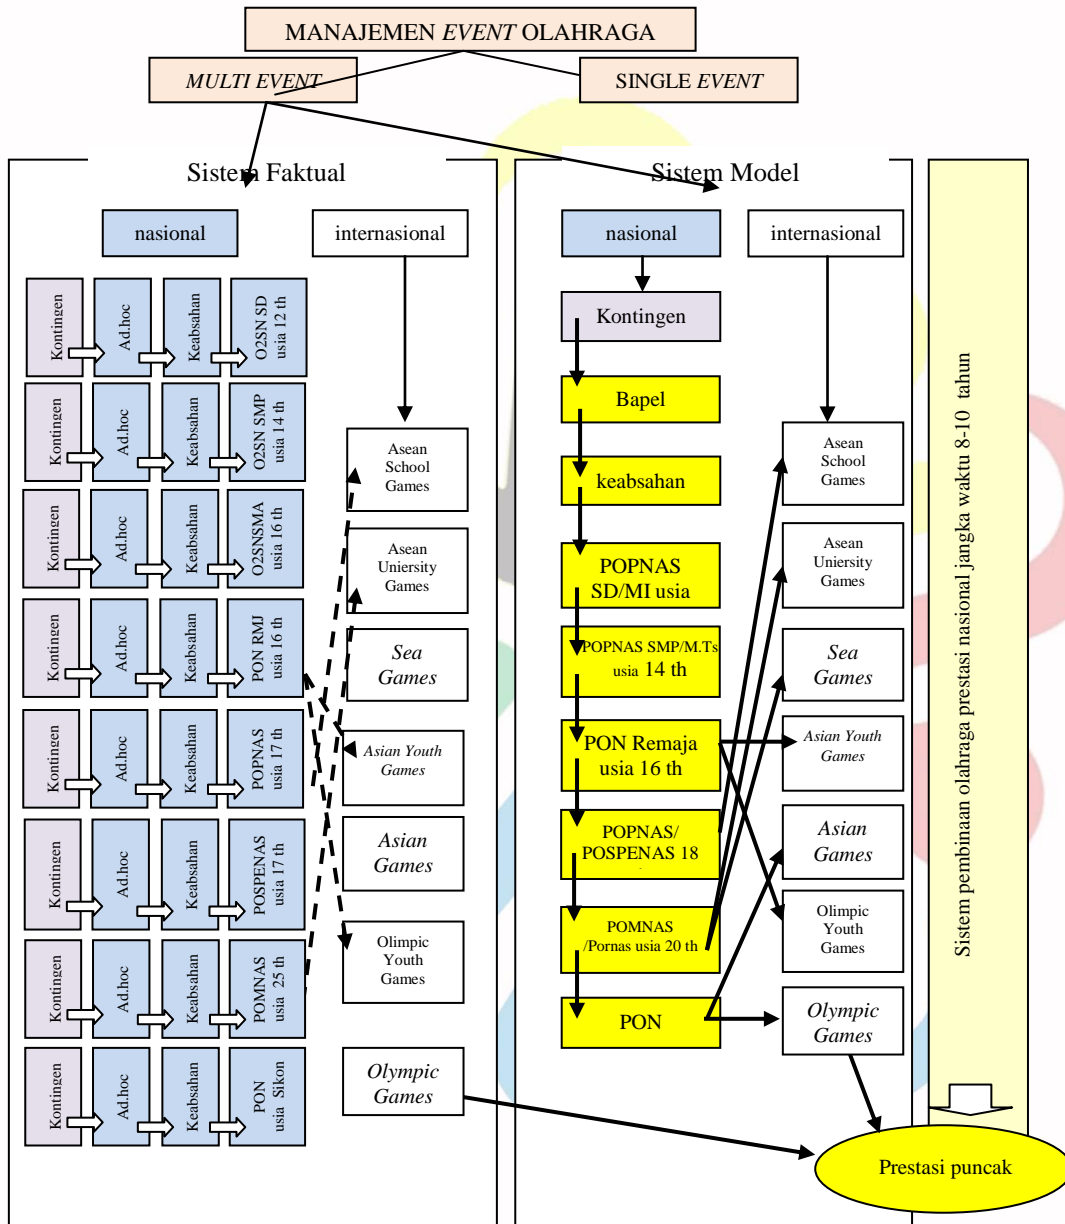 MANAJEMEN EVENT OLAHRAGA
MULTI EVENT
SINGLE EVENT
Sistem Faktual
nasional
internasional
Kontingen
Ad.hoc
Keabsahan
O2SN SD
usia 12 th
Kontingen
Ad.hoc
Keabsahan
O2SN SMP
usia 14 th
Kontingen
Ad.hoc
Keabsahan
O2SNSMA
usia 16 th
Kontingen
Ad.hoc
Keabsahan
PON RMJ
usia 16 th
Kontingen
Ad.hoc
Keabsahan
POPNAS
usia 17 th
Kontingen
Ad.hoc
Keabsahan
POSPENAS
usia 17 th
Kontingen
Ad.hoc
Keabsahan
POMNAS
usia 25 th
Kontingen
Ad.hoc
Keabsahan
PON
usia Sikon
Asean
School
Games
Asean
Uniersity
Games
Sea
Games
Asian Youth
Games
Asian
Games
Olimpic
Youth
Games
Olympic
Games
Sistem Model
nasional
internasional
Kontingen
Bapel
keabsahan
POPNAS
SD/MI usia
POPNAS SMP/M.Ts
usia 14 th
PON Remaja
usia 16 th
POPNAS/
POSPENAS 18
POMNAS
/Pornas usia 20 th
PON
Asean
School
Games
Asean
Uniersity
Games
Sea
Games
Asian Youth
Games
Asian
Games
Olimpic
Youth
Games
Olympic
Games
Sistem pembinaan olahraga prestasi nasional jangka waktu 8-10 tahun
Prestasi puncak